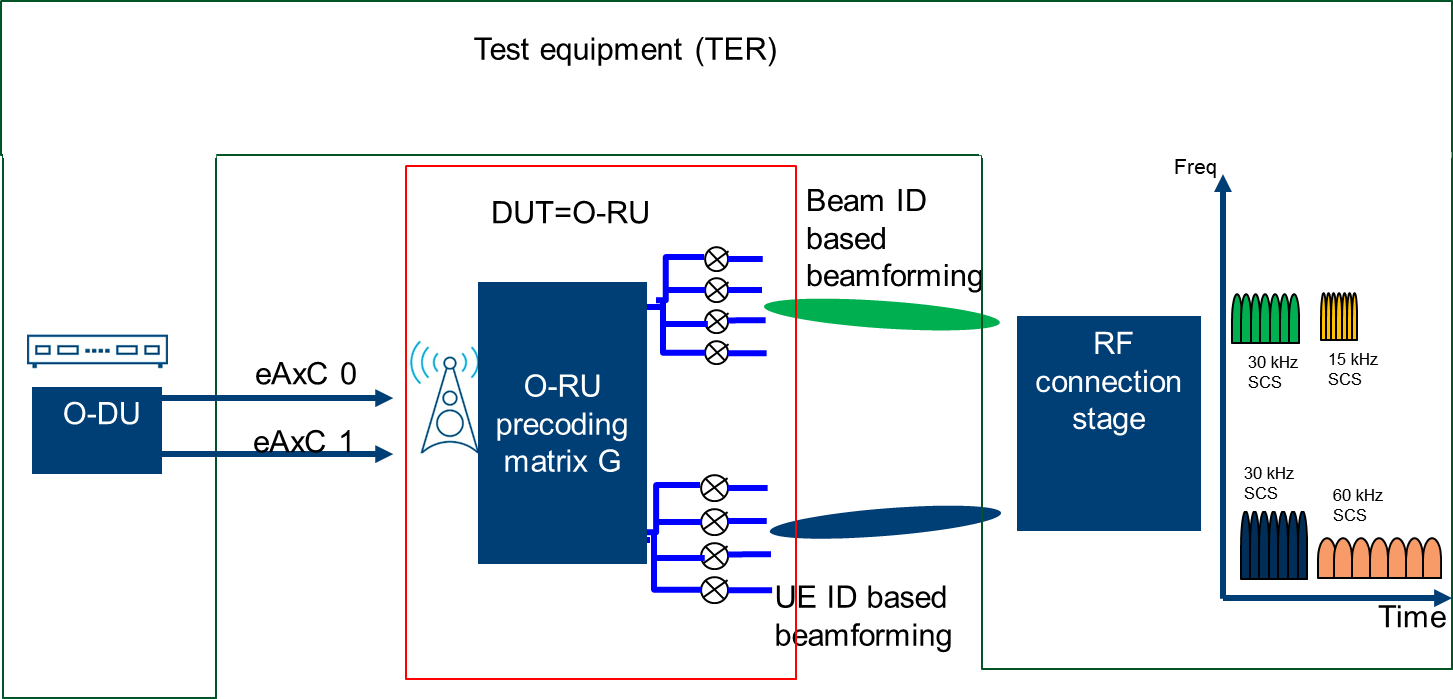 Test equipment (TER)
DUT=O-RU
Beam ID
based
beamforming
Freq
30 kHz
SCS
15 kHz
SCS
O-DU
eAxC 0
eAxC 1
O-RU
precoding
matrix G
RF
connection
stage
30 kHz
SCS
60 kHz
SCS
UE ID based
beamforming
Time